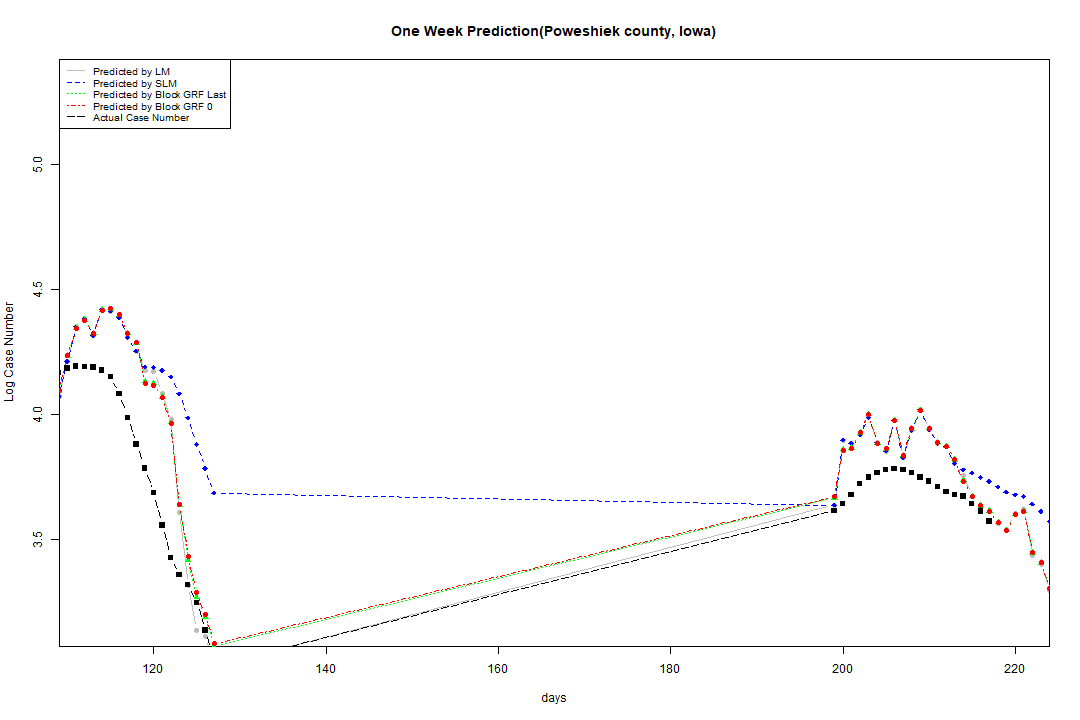 One Week Prediction(Poweshiek county, Iowa)
Predicted by LM
Predicted by SLM
Predicted by Block GRF Last
Predicted by Block GRF 0
Actual Case Number
5.0
4.5
4.0
3.5
Log Case Number
120 140 160 180 200 220
days